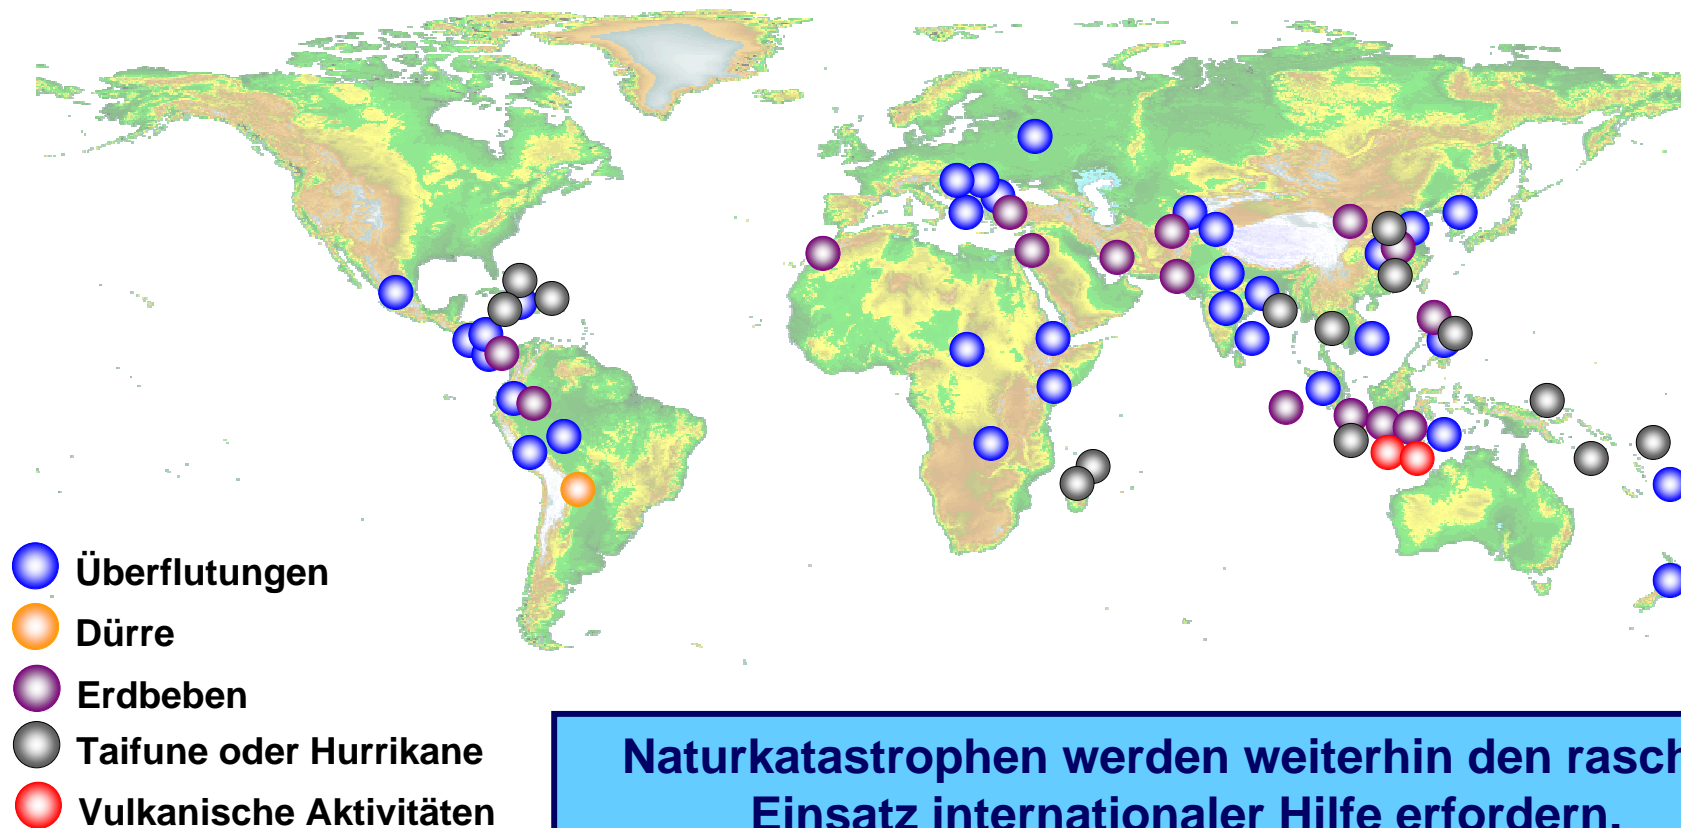 Überflutungen
Dürre
Erdbeben
Taifune oder Hurrikane
Vulkanische Aktivitäten
Naturkatastrophen werden weiterhin den rasch
Einsatz internationaler Hilfe erfordern.